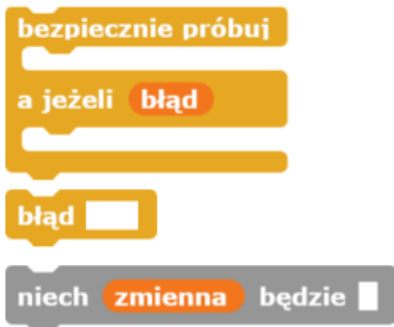 bezpiecznie próbuj
a jeżeli błąd
błąd
niech zmienna będzie